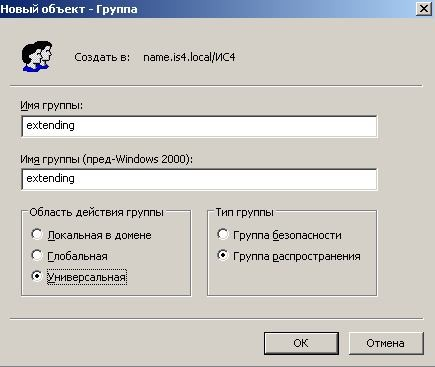 Новый объект - Группа
Создать в: name.is4.local/ИС4
Имя группы:
extending
Имя группы (пред-Windows 2000):
extending
Область действия группы
Локальная в домене
Глобальная
Универсальная
Тип группы
Группа безопасности
Группа распространения
ОК
Отмена